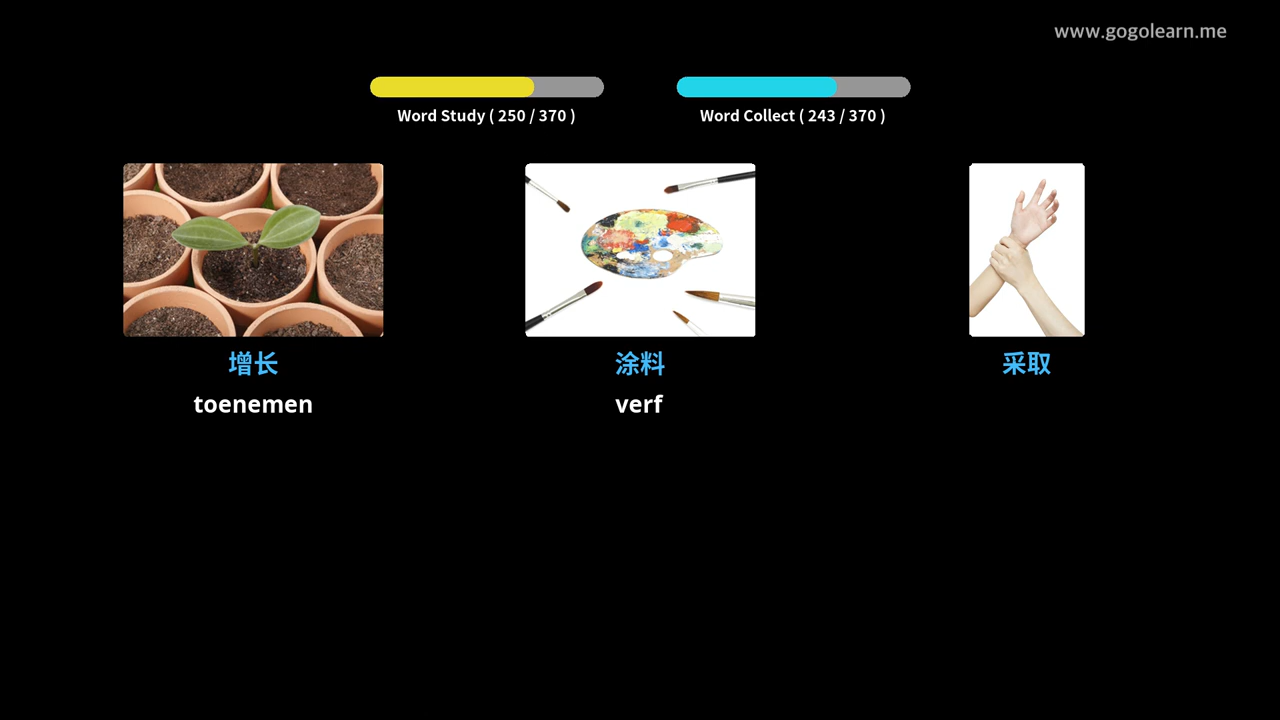 www.gogolearn.me
Word Study ( 250 / 370 )
Word Collect ( 243 / 370 )
增长
涂料
采取
toenemen
verf